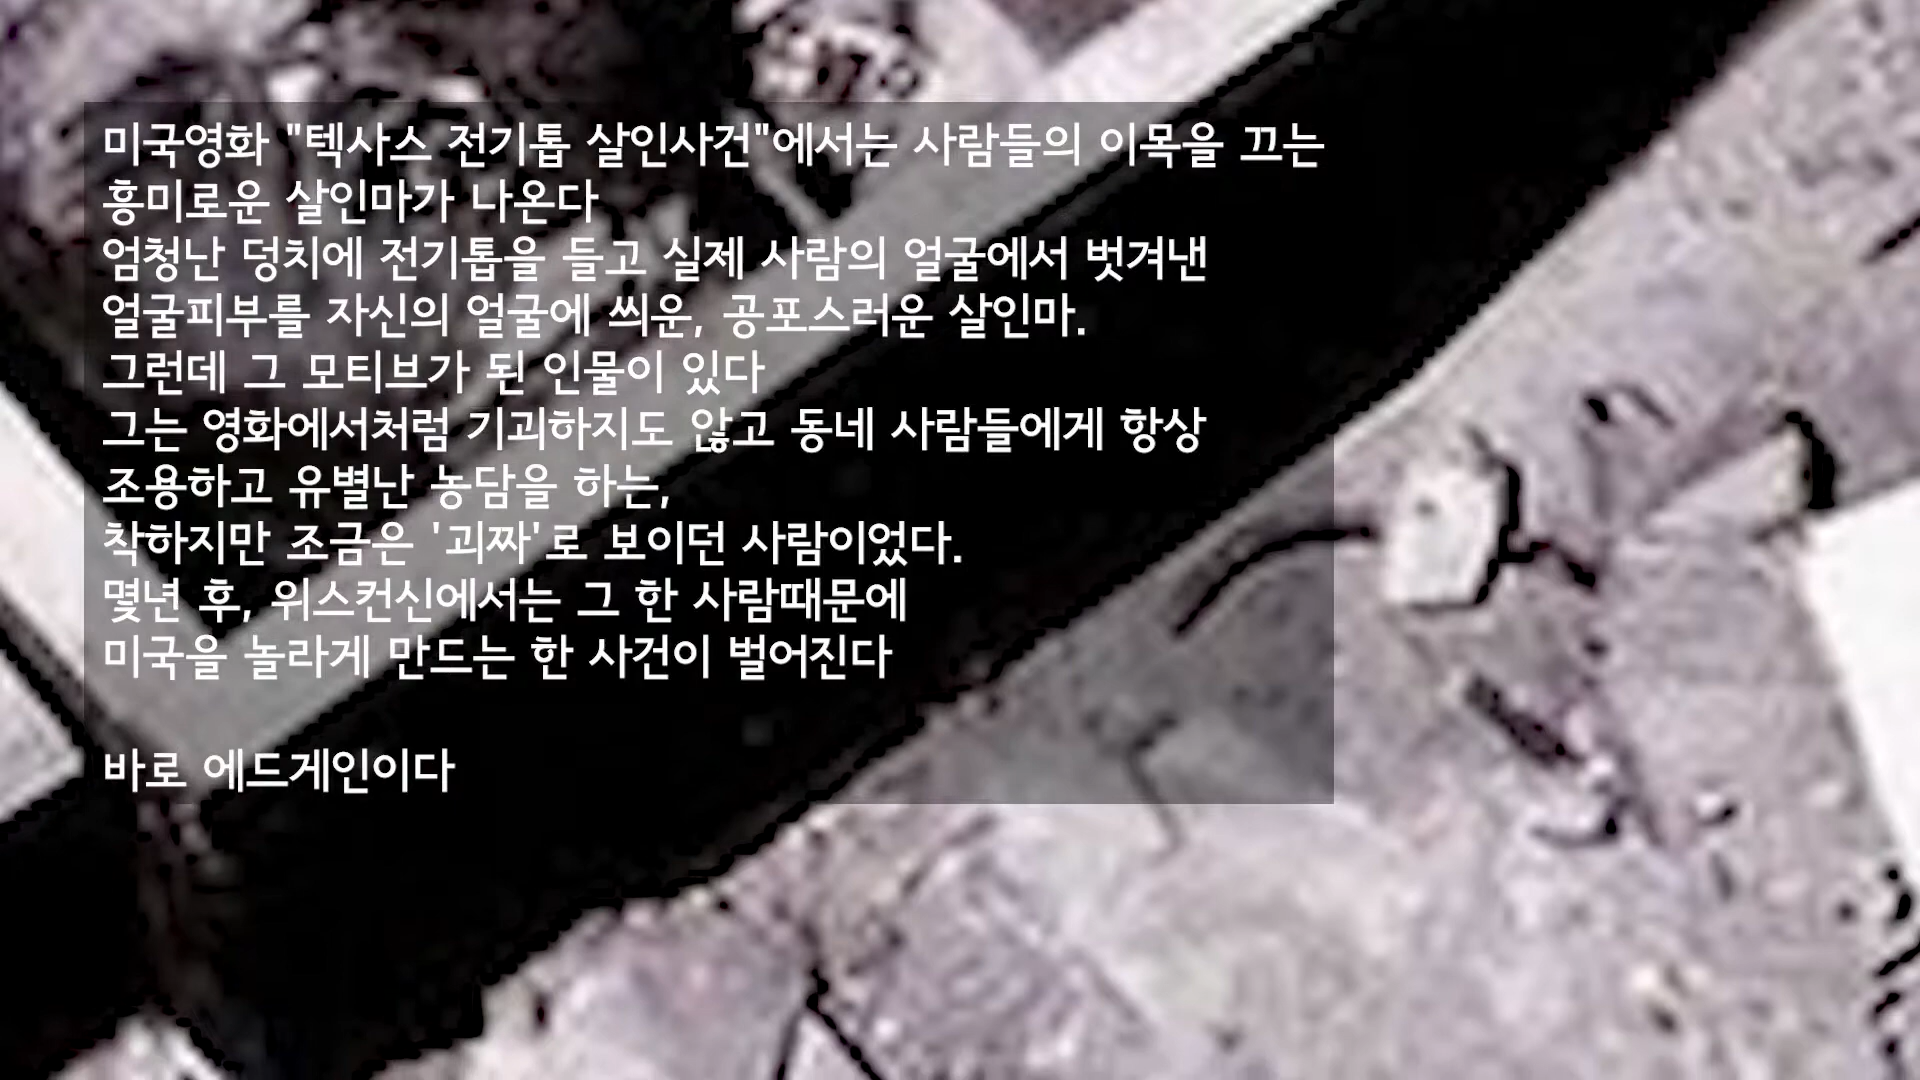 미국영화 "텍사스 전기톱 살인사건"에서는 사람들의 이목을 끄는
흥미로운 살인마가 나온다
엄청난 덩치에 전기톱을 들고 실제 사람의 얼굴에서 벗겨낸
얼굴피부를 자신의 얼굴에 씌운, 공포스러운 살인마.
그런데 그 모티브가 된 인물이 있다
그는 영화에서처럼 기괴하지도 않고 동네 사람들에게 항상
조용하고 유별난 농담을 하는,
착하지만 조금은 '괴짜'로 보이던 사람이었다.
몇년 후, 위스컨신에서는 그 한 사람때문에
미국을 놀라게 만드는 한 사건이 벌어진다
바로 에드게인이다